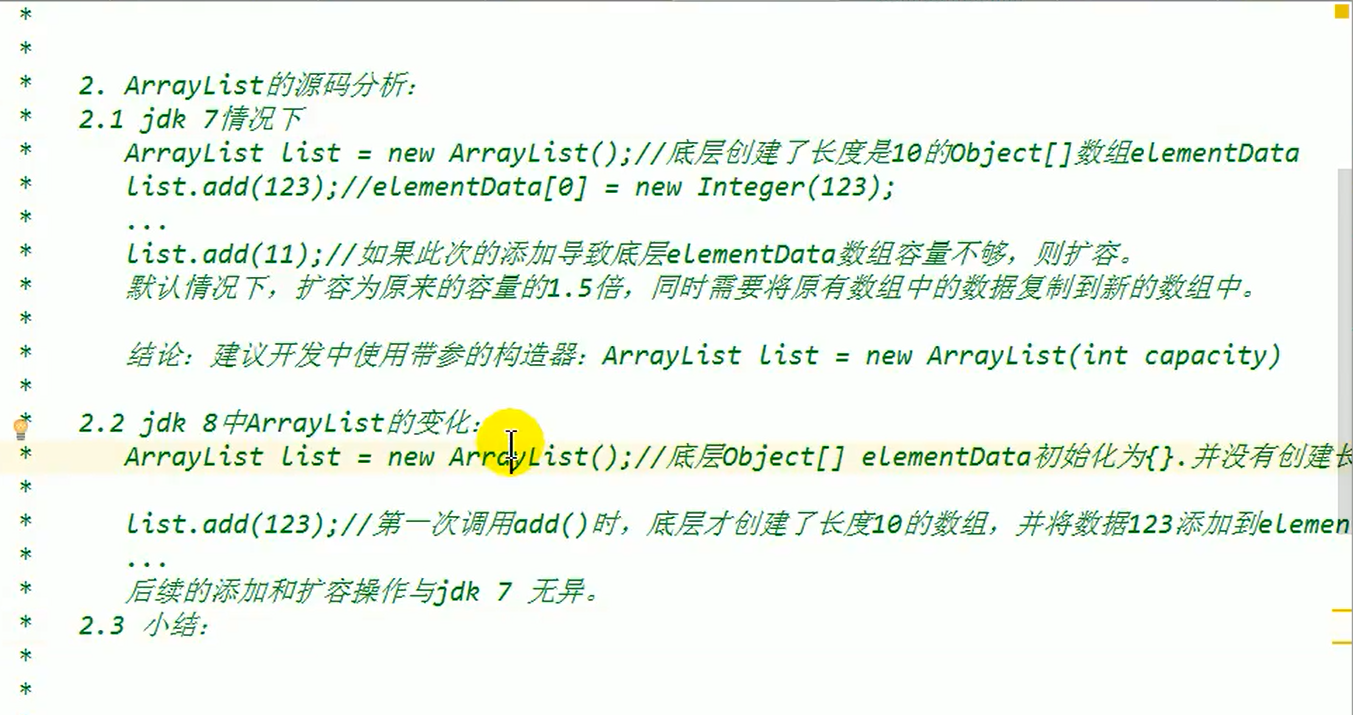 *
*
* 2. ArrayList的源码分析：
* 2.1 jdk 7情况下
* ArrayList list = new ArrayList();//底层创建了长度是10的Object[]数组elementData
* list.add(123);//elementData[0] = new Integer(123);
* ...
* list.add(11);//如果此次的添加导致底层elementData数组容量不够，则扩容。
* 默认情况下，扩容为原来的容量的1.5倍，同时需要将原有数组中的数据复制到新的数组中。
*
* 结论：建议开发中使用带参的构造器：ArrayList list = new ArrayList(int capacity)
*
* 2.2 jdk 8中ArrayList的变化：
* ArrayList list = new ArrayList();//底层Object[] elementData初始化为{}.并没有创建长
*
* list.add(123);//第一次调用add()时，底层才创建了长度10的数组，并将数据123添加到elemen
* ...
* 后续的添加和扩容操作与jdk 7 无异。
* 2.3 小结：
*
*